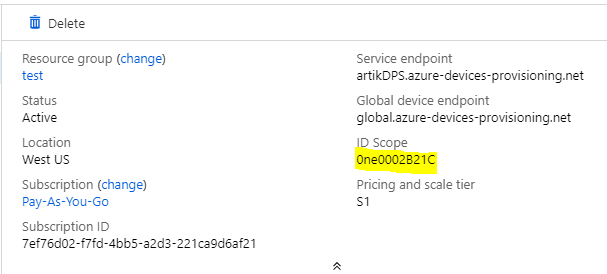 Delete
Resource group (change)
test
Status
Active
Location
West US
Subscription (change)
Pay-As-You-Go
Subscription ID
7ef76d02-f7fd-4bb5-a2d3-221ca9d6af21
Service endpoint
artikDPS.azure-devices-provisioning.net
Global device endpoint
global.azure-devices-provisioning.net
ID Scope
0ne0002B21C
Pricing and scale tier
S1